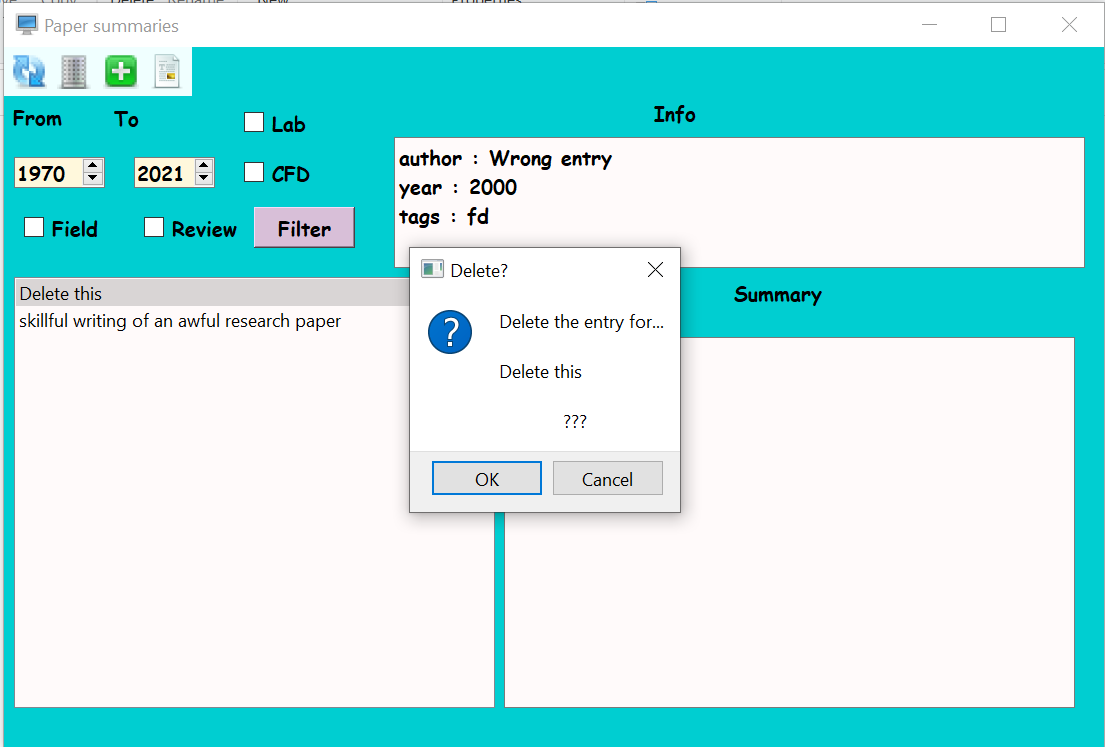 Paper summaries
From
To
Lab
Info
1970
2021
CFD
author : Wrong entry
year : 2000
tags : fd
Field
Review
Filter
Delete?
Delete this
skillful writing of an awful research paper
Summary
Delete the entry for...
Delete this
???
OK
Cancel